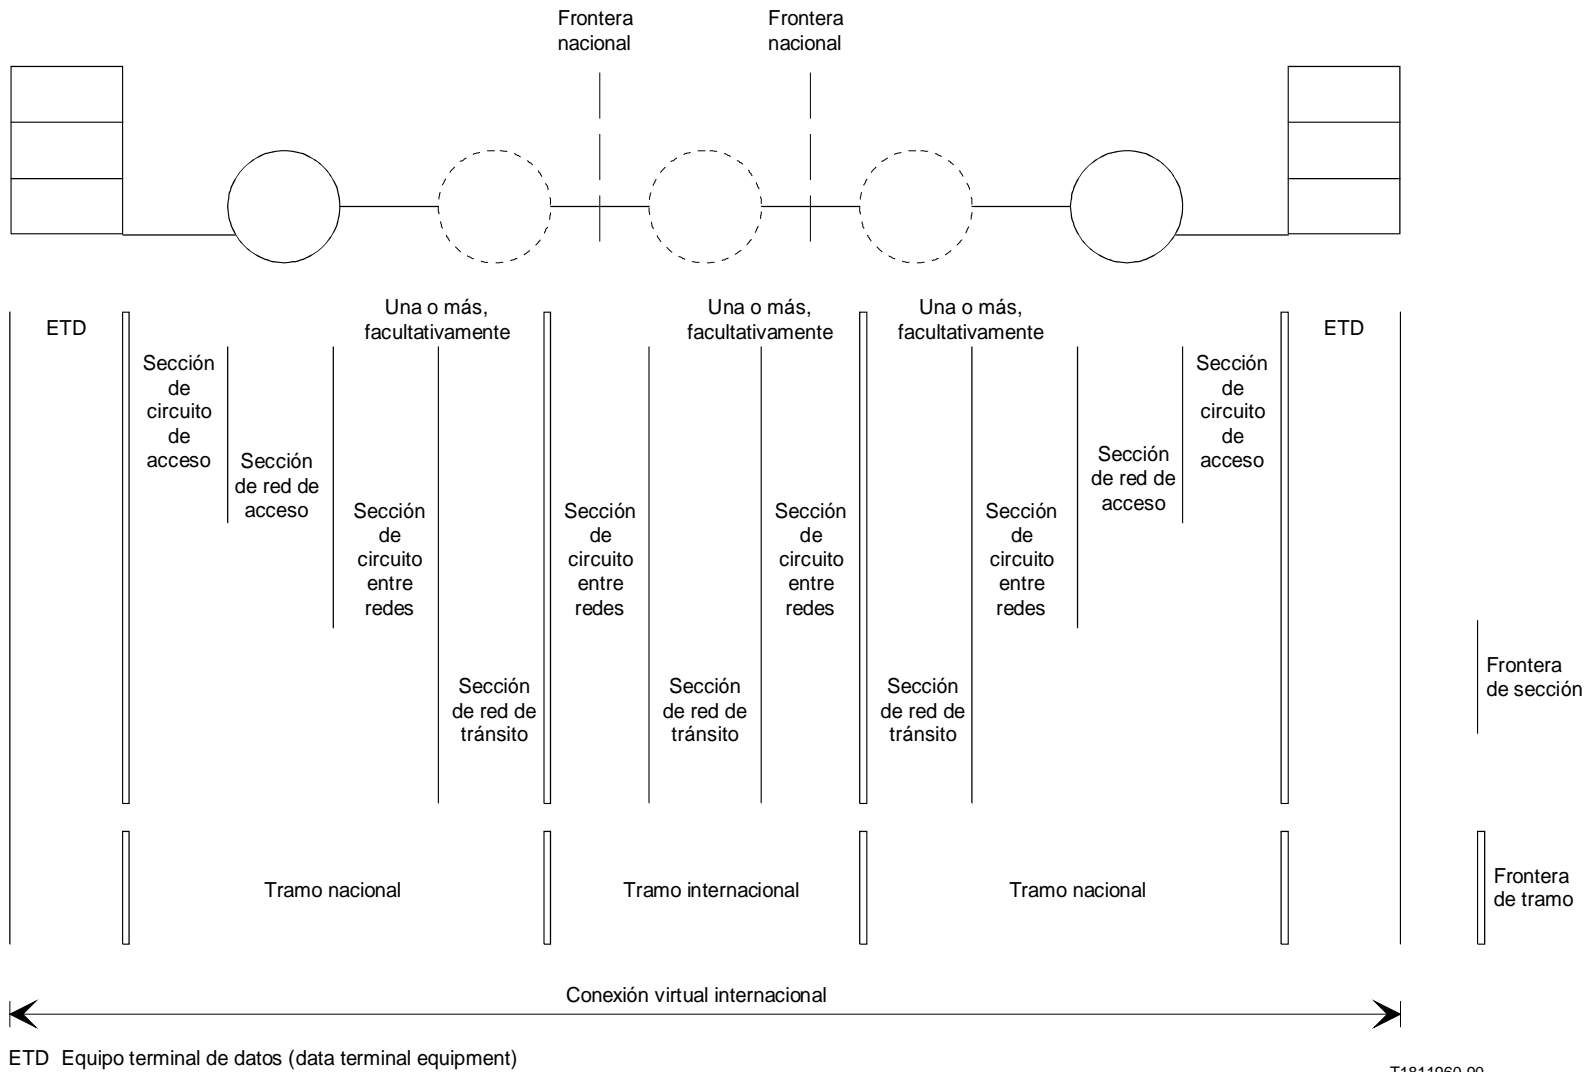 Frontera
nacional
Frontera
nacional
ETD
Una o más,
facultativamente
Una o más,
facultativamente
Una o más,
facultativamente
ETD
Sección
de
circuito
de
acceso
Sección
de red de
acceso
Sección
de
circuito
entre
redes
Sección
de red de
tránsito
Sección
de
circuito
entre
redes
Sección
de red de
tránsito
Sección
de
circuito
entre
redes
Sección
de red de
tránsito
Sección
de
circuito
entre
redes
Sección
de red de
acceso
Sección
de
circuito
de
acceso
Frontera
de sección
Tramo nacional
Tramo internacional
Tramo nacional
Frontera
de tramo
Conexión virtual internacional
ETD Equipo terminal de datos (data terminal equipment)